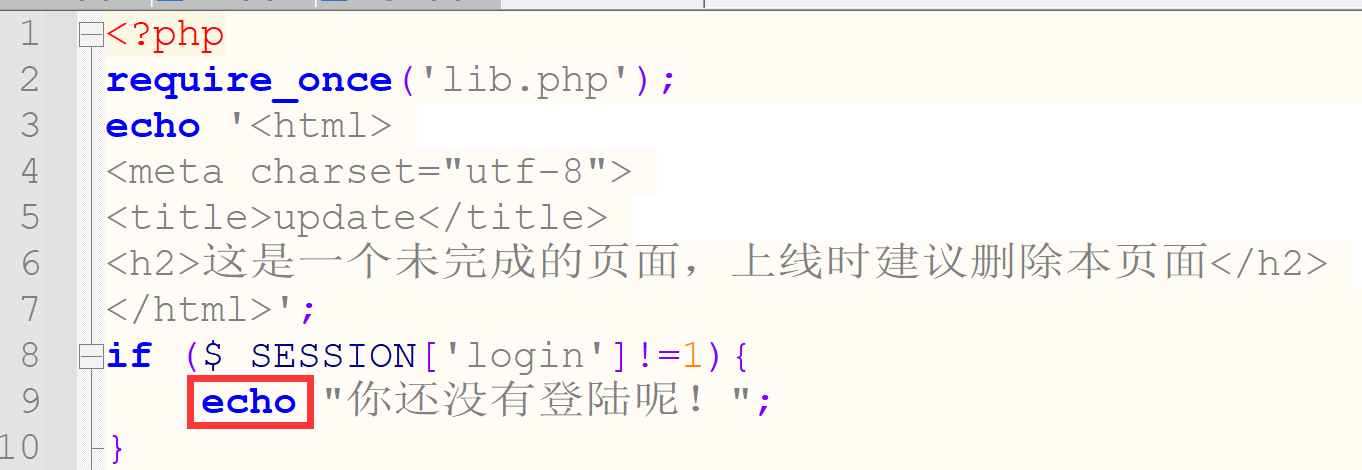 1 <?php
2 require_once('lib.php');
3 echo '<html>
4 <meta charset="utf-8">
5 <title>update</title>
6 <h2>这是一个未完成的页面，上线时建议删除本页面</h2>
7 </html>';
8 if ($_SESSION['login']!=1){
9 echo "你还没有登陆呢！";
10 }